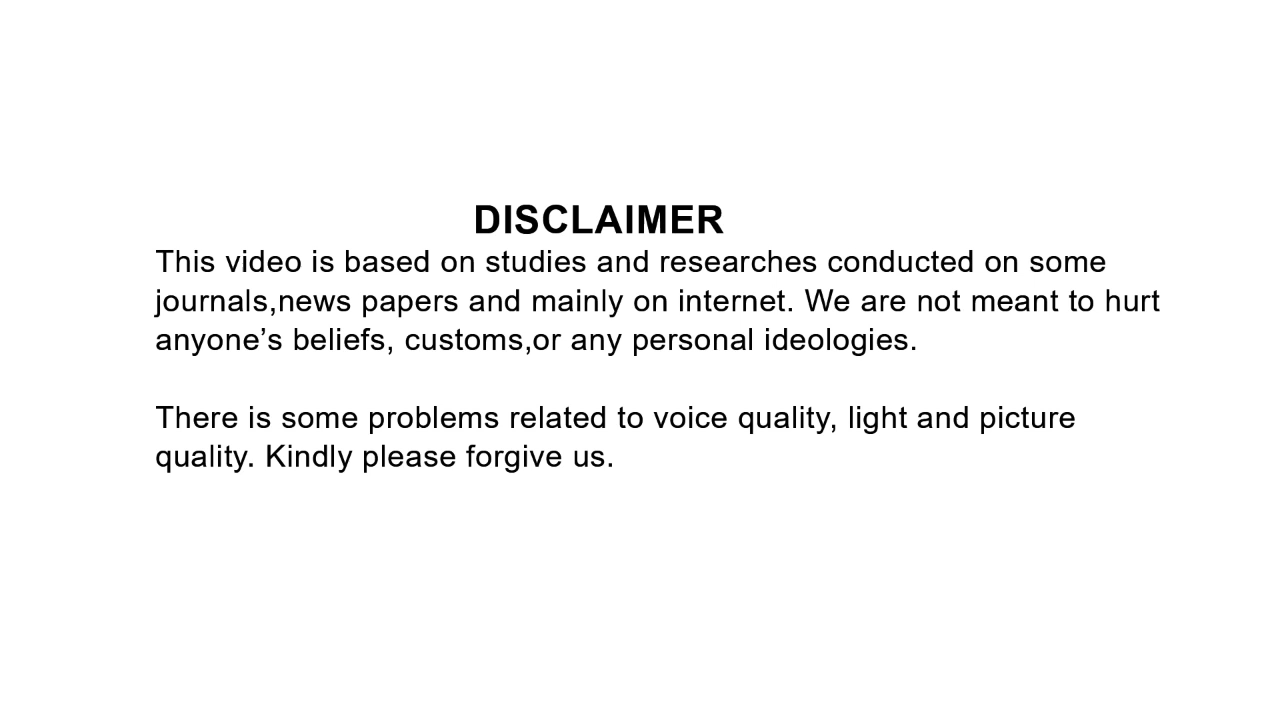 DISCLAIMER
This video is based on studies and researches conducted on some
journals,news papers and mainly on internet. We are not meant to hurt
anyone’s beliefs, customs,or any personal ideologies.
There is some problems related to voice quality, light and picture
quality. Kindly please forgive us.